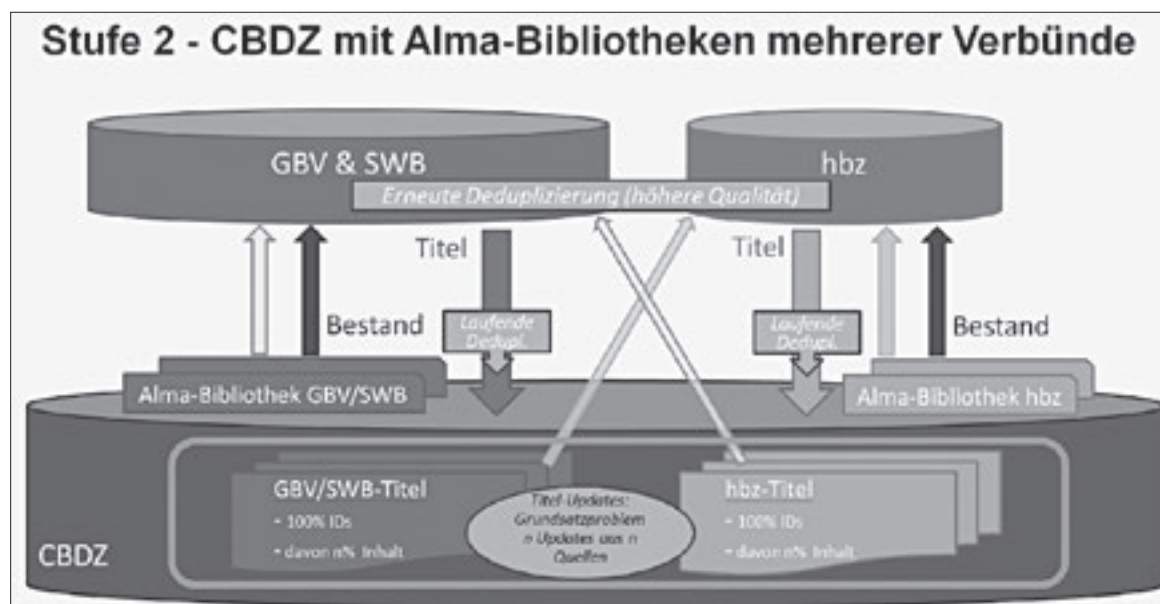 Stufe 2 - CBDZ mit Alma-Bibliotheken mehrerer Verbünde
GBV & SWB
hbz
Erneute Deduplizierung (höhere Qualität)
Titel
Titel
Bestand
Laufende
Dedupl.
Laufende
Dedupl.
Bestand
Alma-Bibliothek GBV/SWB
Alma-Bibliothek hbz
GBV/SWB-Titel
- 100% IDs
- davon n% Inhalt
Titel-Updates:
Grundsatzproblem
n Updates aus n
Quellen
hbz-Titel
- 100% IDs
- davon n% Inhalt
CBDZ